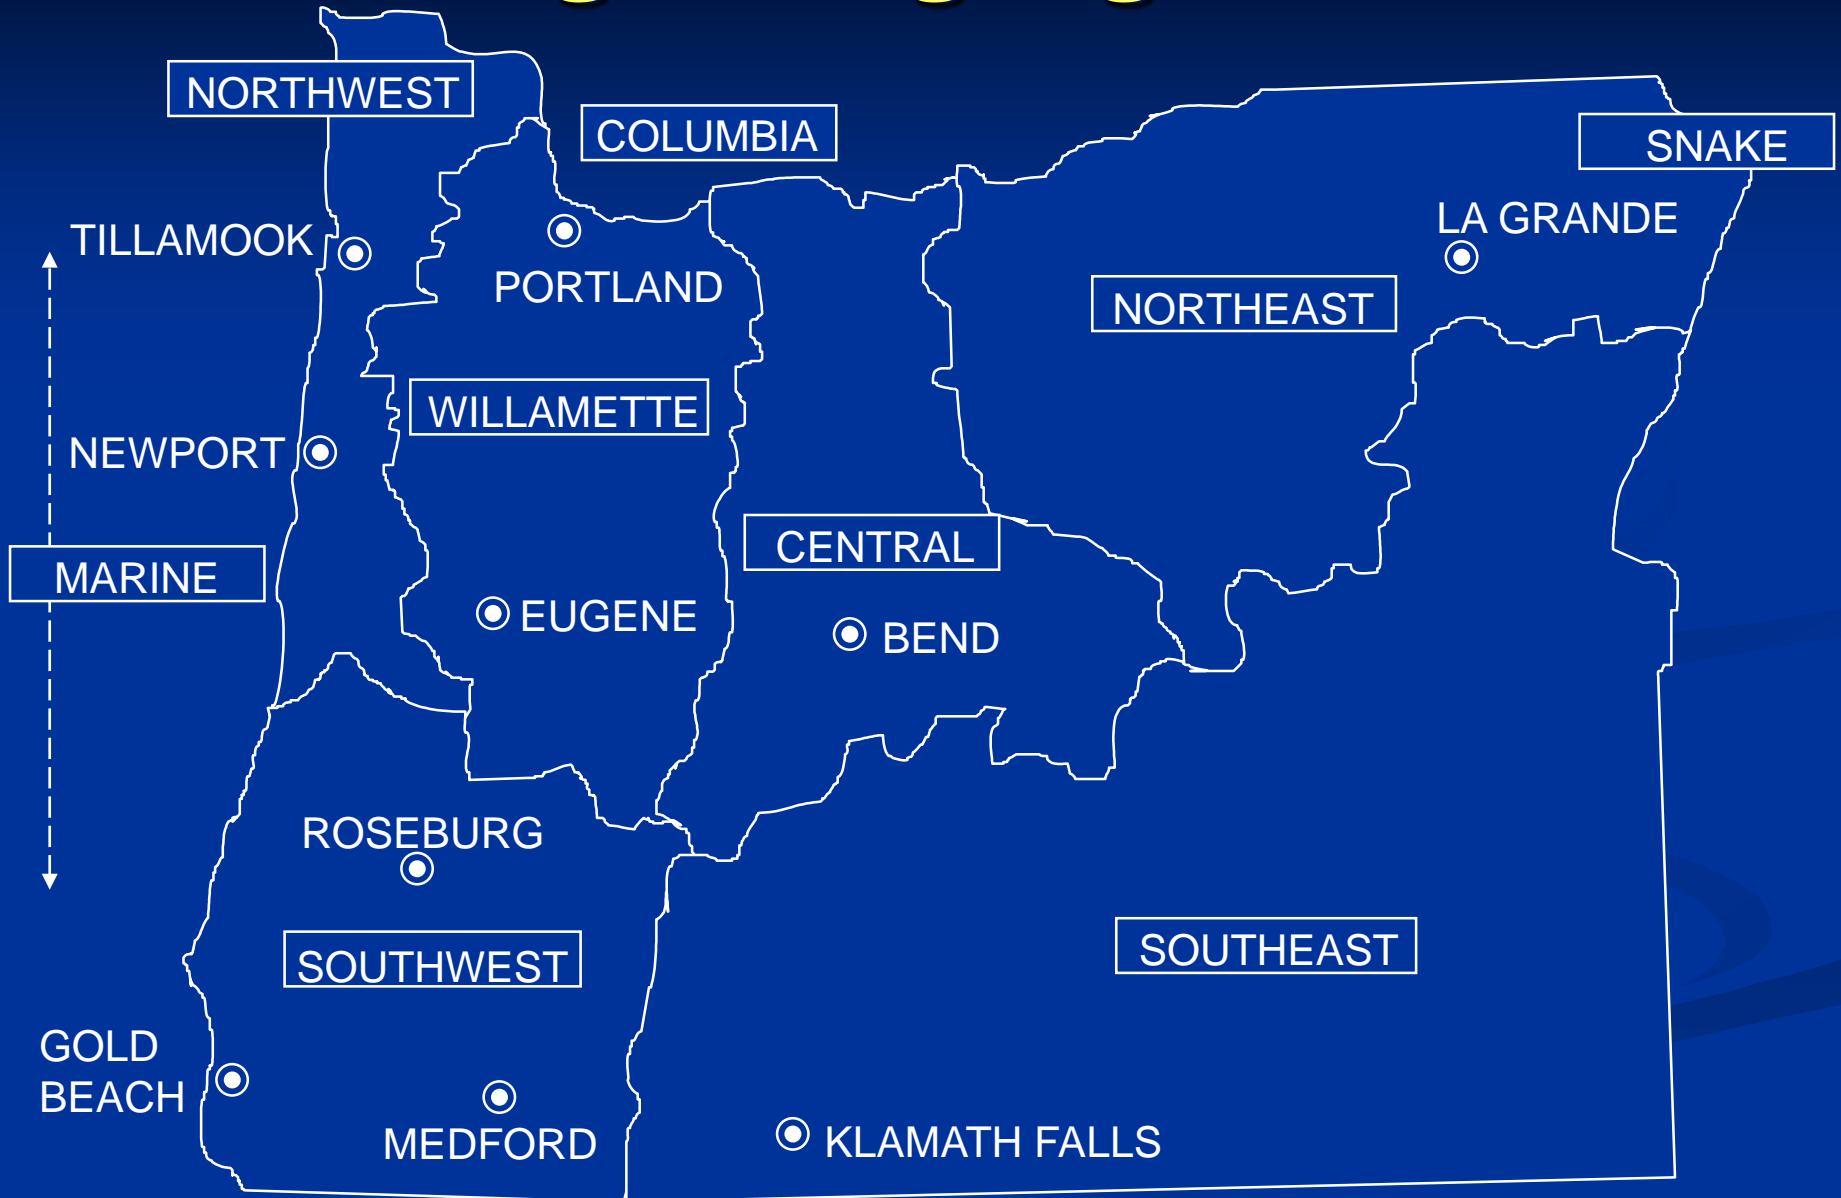 NORTHWEST
COLUMBIA
SNAKE
TILLAMOOK
PORTLAND
LA GRANDE
NORTHEAST
WILLAMETTE
NEWPORT
MARINE
CENTRAL
EUGENE
BEND
ROSEBURG
SOUTHWEST
SOUTHEAST
GOLD
BEACH
MEDFORD
KLAMATH FALLS